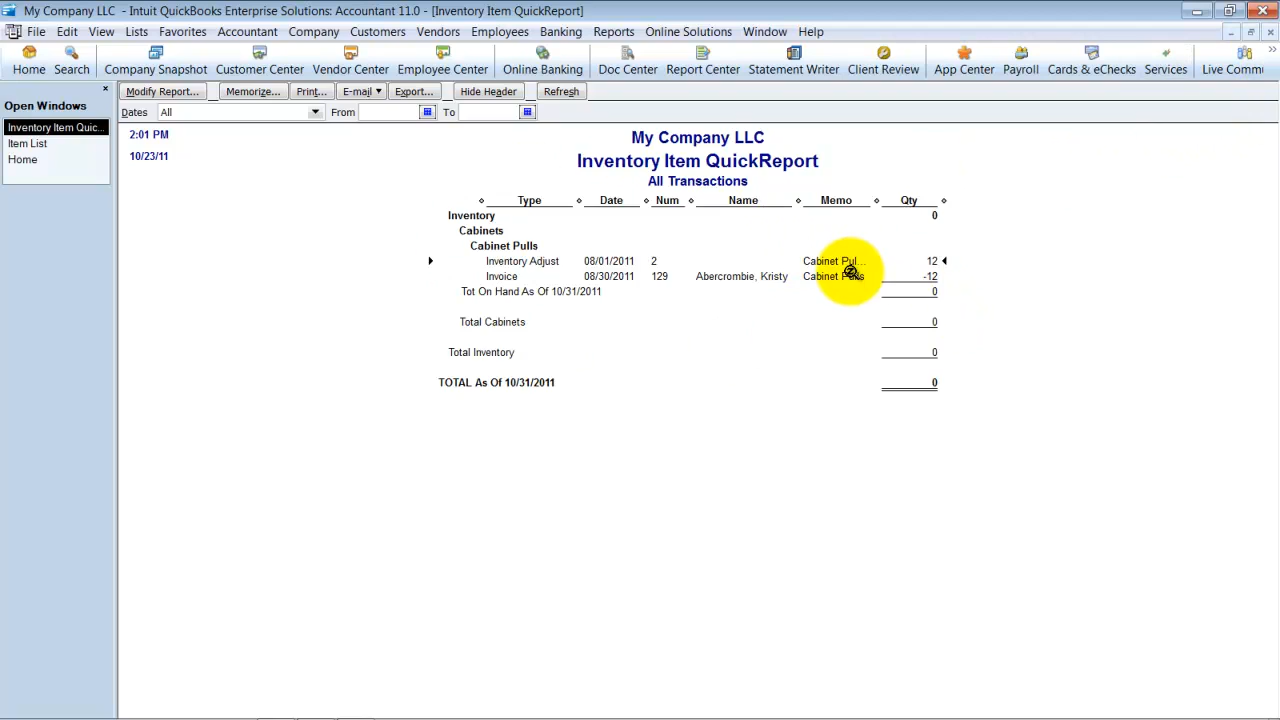 My Company LLC - Intuit QuickBooks Enterprise Solutions: Accountant 11.0 - [Inventory Item QuickReport]
File Edit View Lists Favorites Accountant Company Customers Vendors Employees Banking Reports Online Solutions Window Help
Home Search Company Snapshot Customer Center Vendor Center Employee Center Online Banking Doc Center Report Center Statement Writer Client Review App Center Payroll Cards & eChecks Services Live Commu
Open Windows
Inventory Item Quic...
Item List
Home
Modify Report... Memorize... Print... E-mail Export... Hide Header Refresh
Dates All From To
2:01 PM
10/23/11
My Company LLC
Inventory Item QuickReport
All Transactions
Type Date Num Name Memo Qty
Inventory 0
Cabinets
Cabinet Pulls
Inventory Adjust 08/01/2011 2 Cabinet Pul... 12
Invoice 08/30/2011 129 Abercrombie, Kristy Cabinet Pulls -12
Tot On Hand As Of 10/31/2011 0
Total Cabinets 0
Total Inventory 0
TOTAL As Of 10/31/2011 0